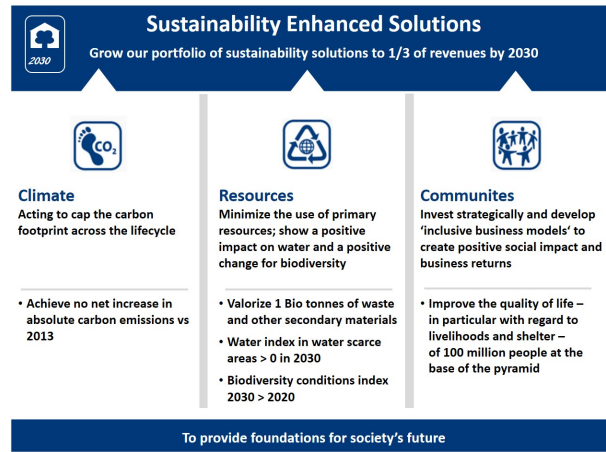 Sustainability Enhanced Solutions
Grow our portfolio of sustainability solutions to 1/3 of revenues by 2030
2030
CO2
Climate
Acting to cap the carbon
footprint across the lifecycle
• Achieve no net increase in
absolute carbon emissions vs
2013
Resources
Minimize the use of primary
resources; show a positive
impact on water and a positive
change for biodiversity
• Valorize 1 Bio tonnes of waste
and other secondary materials
• Water index in water scarce
areas > 0 in 2030
• Biodiversity conditions index
2030 > 2020
Communites
Invest strategically and develop
‘inclusive business models‘ to
create positive social impact and
business returns
• Improve the quality of life –
in particular with regard to
livelihoods and shelter –
of 100 million people at the
base of the pyramid
To provide foundations for society’s future